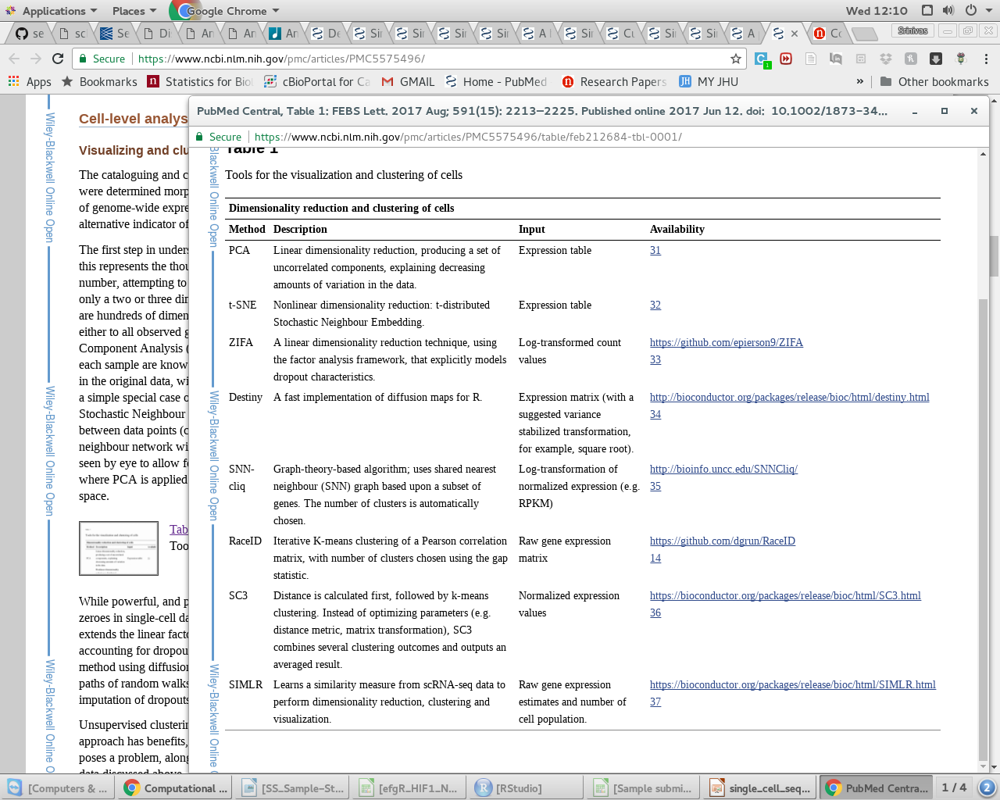 Applications Places Google Chrome Wed 12:10
se sc Se Di An An An De Sin Sin Sin Sin A Sin Cu Sin Sin A Co Srinivas
Secure https://www.ncbi.nlm.nih.gov/pmc/articles/PMC5575496/
Apps Bookmarks Statistics for Biol cBioPortal for Ca GMAIL Home - PubMed Research Papers MY JHU » Other bookmarks
PubMed Central, Table 1: FEBS Lett. 2017 Aug; 591(15): 2213–2225. Published online 2017 Jun 12. doi: 10.1002/1873-34...
Secure https://www.ncbi.nlm.nih.gov/pmc/articles/PMC5575496/table/feb212684-tbl-0001/
Wiley-Blackwell Online Open
Wiley-Blackwell Online Open
Wiley-Blackwell Online
Cell-level analys
Visualizing and clu
The cataloguing and c
were determined morp
of genome-wide expre
alternative indicator of
The first step in unders
this represents the thou
number, attempting to
only a two or three din
are hundreds of dimen
either to all observed g
Component Analysis (
each sample are know
in the original data, wi
a simple special case o
Stochastic Neighbour
between data points (c
neighbour network wi
seen by eye to allow fo
where PCA is applied
space.
Tab
Too
While powerful, and p
zeroes in single-cell da
extends the linear facto
accounting for dropou
method using diffusion
paths of random walks
imputation of dropouts
Unsupervised clusterin
approach has benefits,
poses a problem, along
data discussed above
Blackwell Online Open
Wiley-Blackwell Online Open
Wiley-Blackwell Online
Table 1
Tools for the visualization and clustering of cells
Dimensionality reduction and clustering of cells
Method Description Input Availability
PCA Linear dimensionality reduction, producing a set of Expression table 31
uncorrelated components, explaining decreasing
amounts of variation in the data.
t-SNE Nonlinear dimensionality reduction: t-distributed Expression table 32
Stochastic Neighbour Embedding.
ZIFA A linear dimensionality reduction technique, using Log-transformed count https://github.com/epierson9/ZIFA
the factor analysis framework, that explicitly models values 33
dropout characteristics.
Destiny A fast implementation of diffusion maps for R. Expression matrix (with a http://bioconductor.org/packages/release/bioc/html/destiny.html
suggested variance 34
stabilized transformation,
for example, square root).
SNN- Graph-theory-based algorithm; uses shared nearest Log-transformation of http://bioinfo.uncc.edu/SNNCliq/
cliq neighbour (SNN) graph based upon a subset of normalized expression (e.g. 35
genes. The number of clusters is automatically RPKM)
chosen.
RaceID Iterative K-means clustering of a Pearson correlation Raw gene expression https://github.com/dgrun/RaceID
matrix, with number of clusters chosen using the gap matrix 14
statistic.
SC3 Distance is calculated first, followed by k-means Normalized expression https://bioconductor.org/packages/release/bioc/html/SC3.html
clustering. Instead of optimizing parameters (e.g. values 36
distance metric, matrix transformation), SC3
combines several clustering outcomes and outputs an
averaged result.
SIMLR Learns a similarity measure from scRNA-seq data to Raw gene expression https://bioconductor.org/packages/release/bioc/html/SIMLR.html
perform dimensionality reduction, clustering and estimates and number of 37
visualization. cell population.
[Computers & ... Computational ... [SS_Sample-St... [efgR_HIF1_N... [RStudio] [Sample submi... single_cell_seq... PubMed Centra... 1 / 4 2